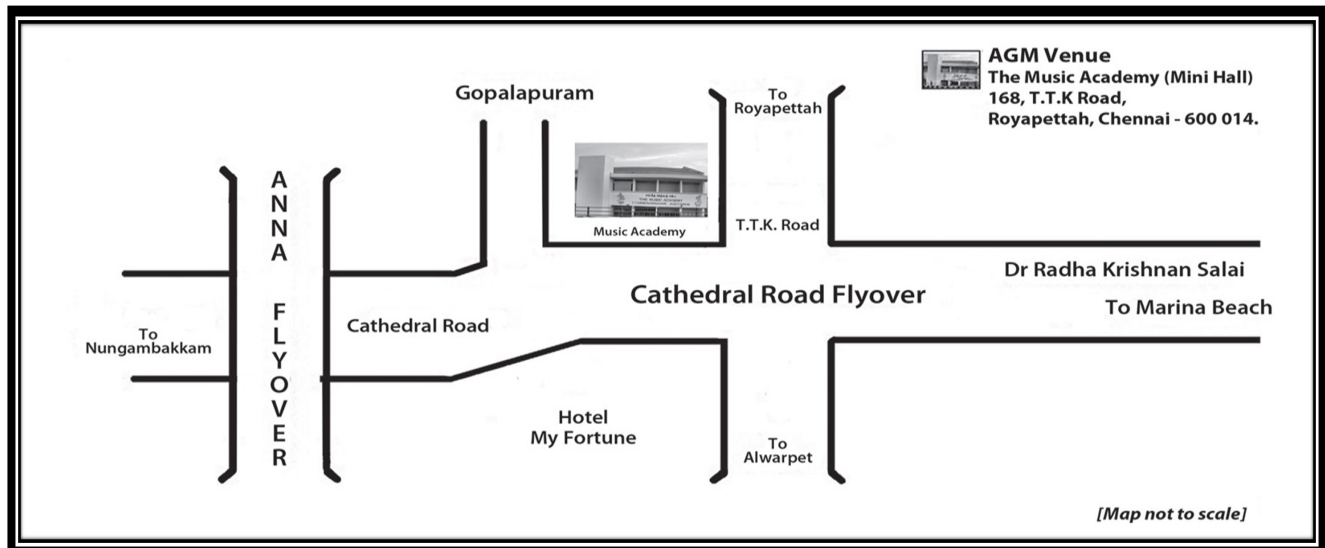 AGM Venue
The Music Academy (Mini Hall)
168, T.T.K Road,
Royapettah, Chennai - 600 014.
Gopalapuram
To
Royapettah
ANNA FLYOVER
Music Academy
T.T.K. Road
Dr Radha Krishnan Salai
Cathedral Road Flyover
To Marina Beach
Cathedral Road
To
Nungambakkam
Hotel
My Fortune
To
Alwarpet
[Map not to scale]